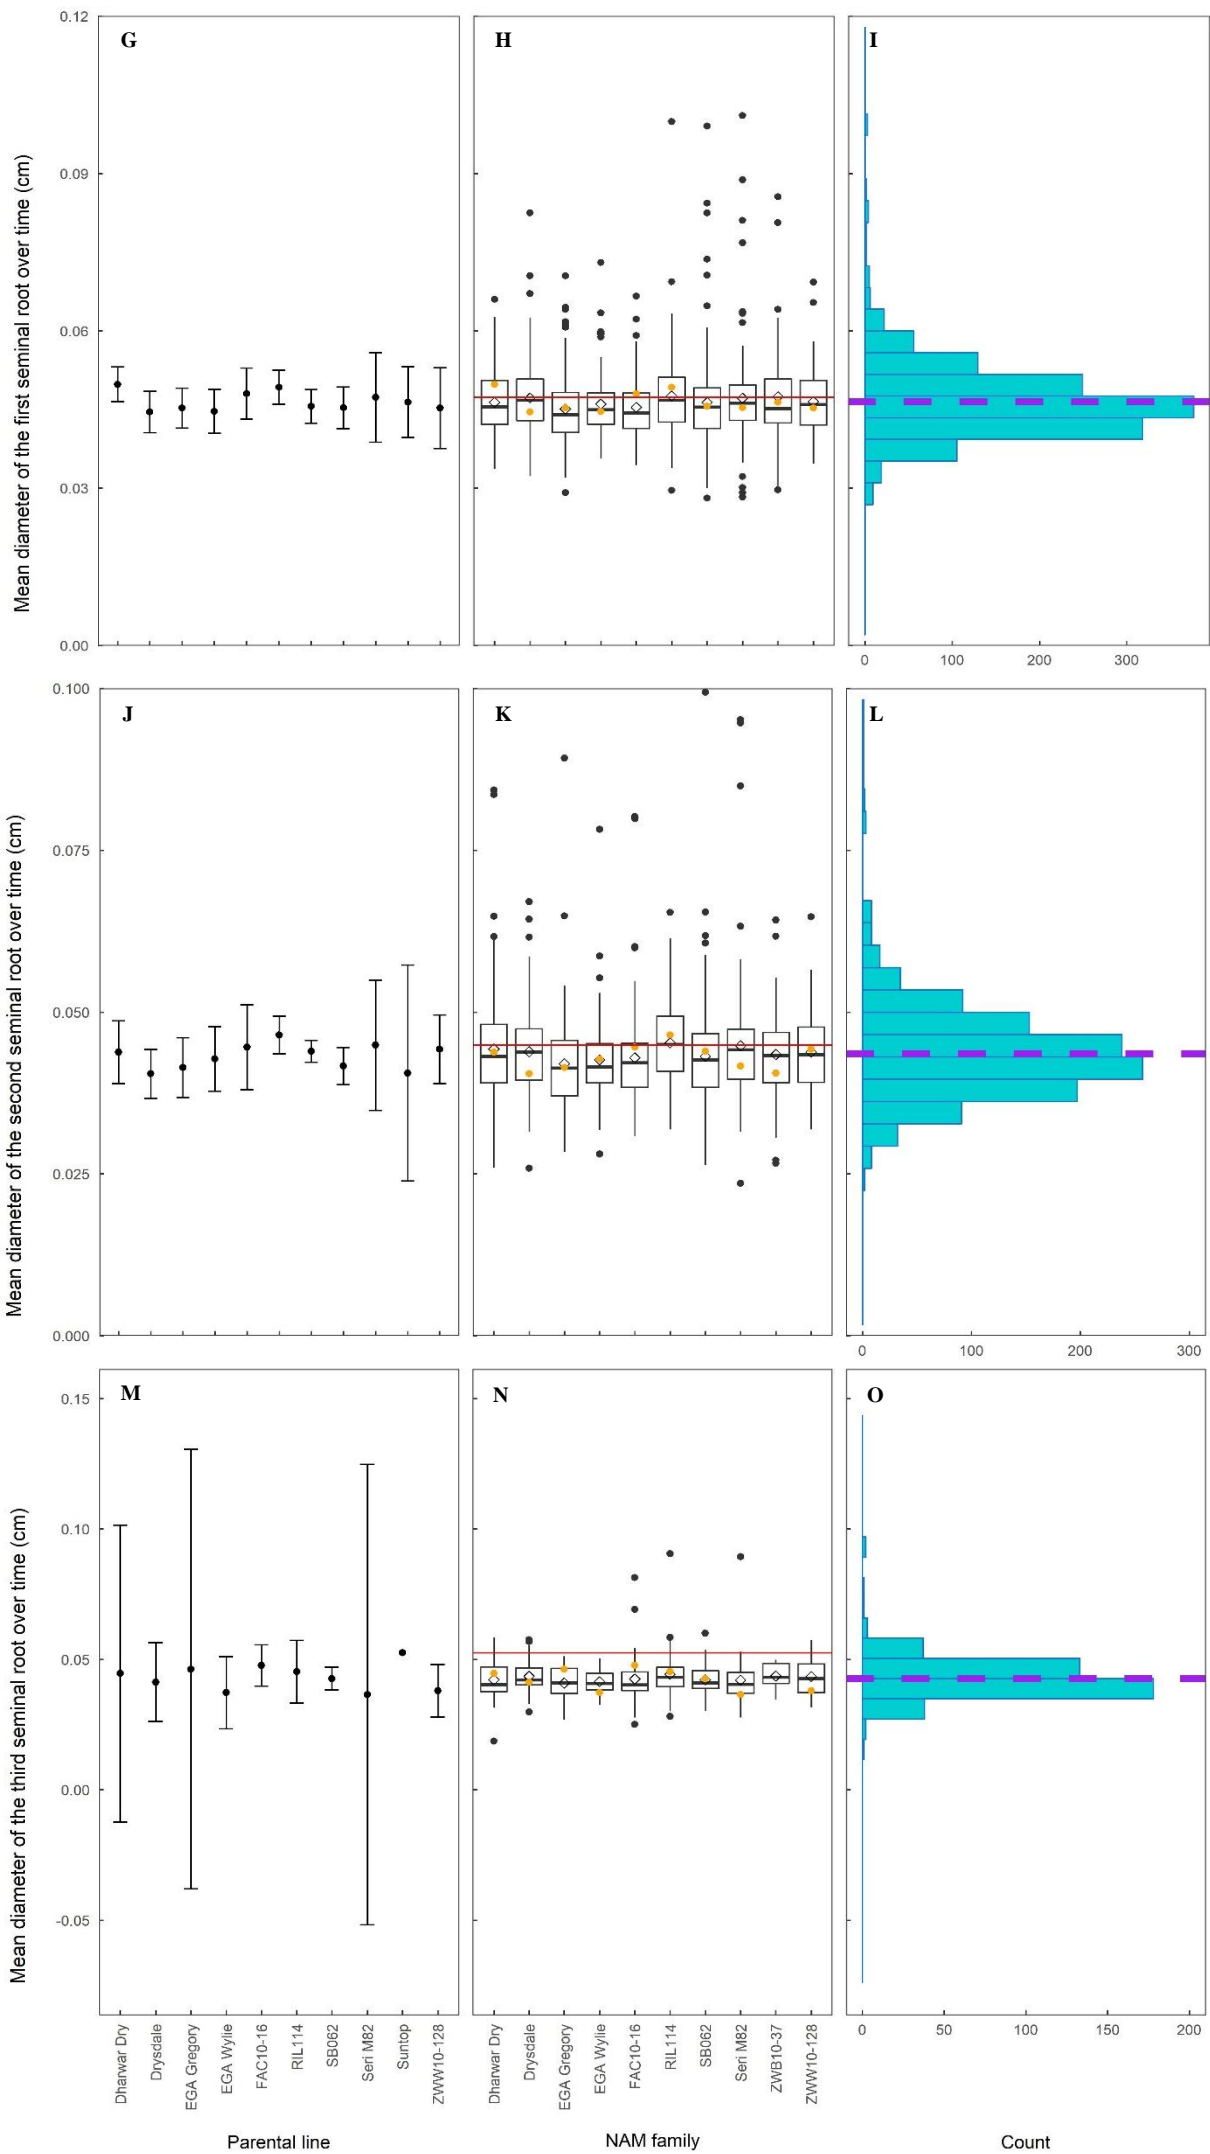 Mean diameter of the first seminal root over time (cm)
0.12
0.09
0.06
0.03
0.00
G
H
I
0
100
200
300
Mean diameter of the second seminal root over time (cm)
0.100
0.075
0.050
0.025
0.000
J
K
L
0
100
200
300
Mean diameter of the third seminal root over time (cm)
0.15
0.10
0.05
0.00
-0.05
M
N
O
Dharwar Dry
Drysdale
EGA Gregory
EGA Wylie
FAC10-16
RIL114
SB062
Seri M82
Suntop
ZWW10-128
Dharwar Dry
Drysdale
EGA Gregory
EGA Wylie
FAC10-16
RIL114
SB062
Seri M82
ZWB10-37
ZWW10-128
0
50
100
150
200
Parental line
NAM family
Count